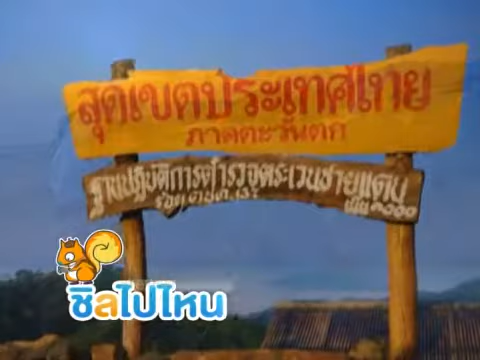 สุดเขตประเทศไทย
ภาคตะวันตก
ฐานปฏิบัติการตำรวจตระเวนชายแดน
ชิลไปไหน